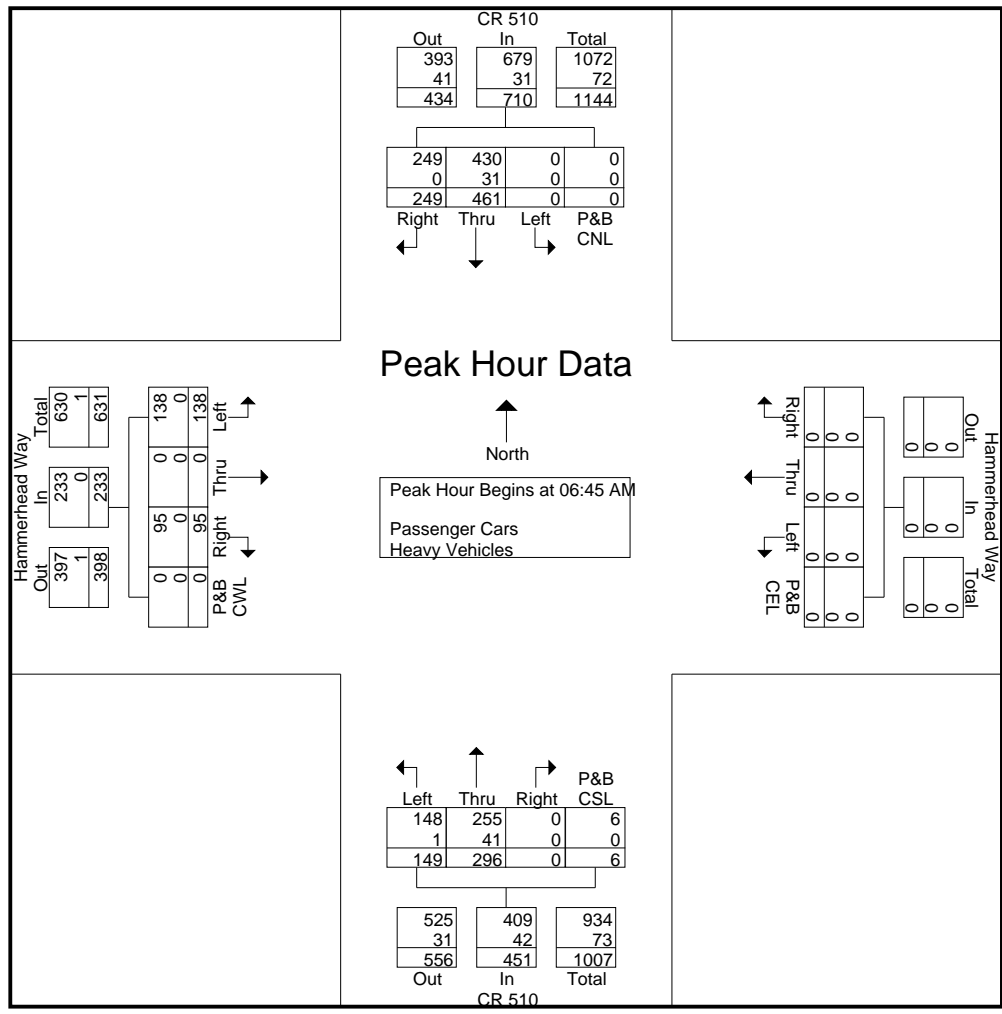 CR 510
Out In Total
393 679 1072
41 31 72
434 710 1144
249 430 0 0
0 31 0 0
249 461 0 0
Right Thru Left P&B
CNL
Peak Hour Data
North
Peak Hour Begins at 06:45 AM
Passenger Cars
Heavy Vehicles
Hammerhead Way
Total In Out
630 233 397
1 0 1
631 233 398
138 0 95 0
0 0 0 0
138 0 95 0
Left Thru Right P&B
CWL
Hammerhead Way
Out In Total
0 0 0
0 0 0
0 0 0
0 0 0 0
0 0 0 0
0 0 0 0
Right Thru Left P&B
CEL
P&B
Left Thru Right CSL
148 255 0 6
1 41 0 0
149 296 0 6
525 409 934
31 42 73
556 451 1007
Out In Total
CR 510